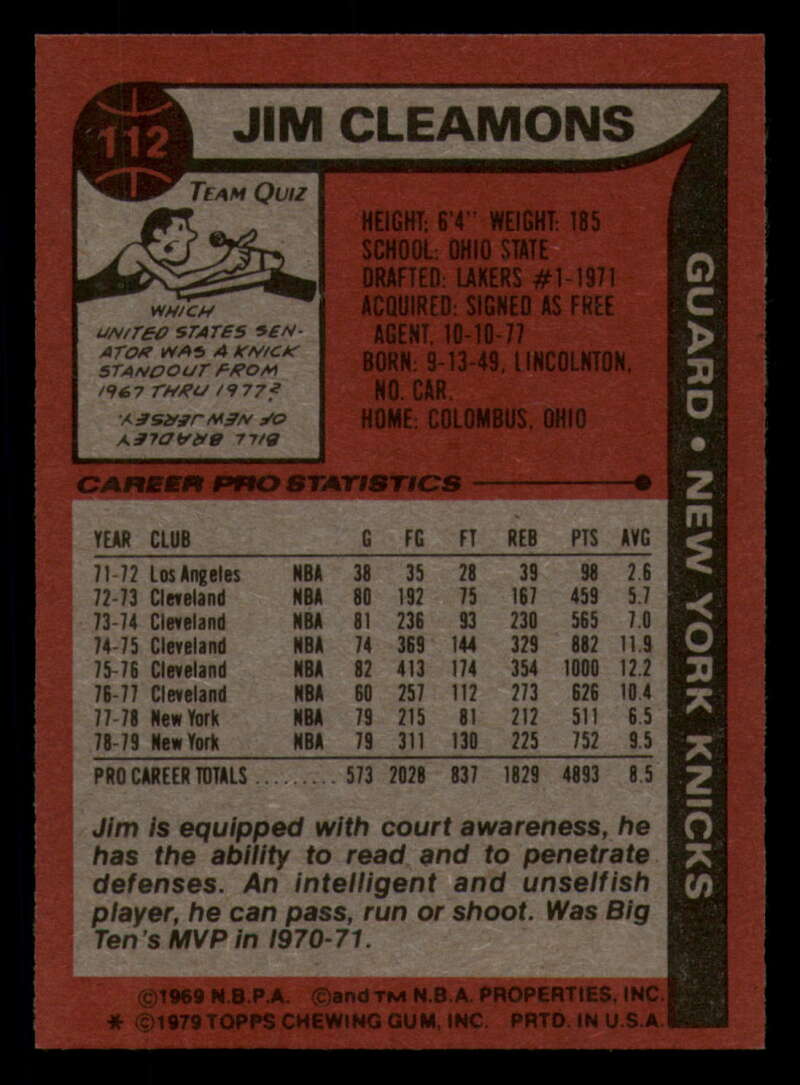 112
JIM CLEAMONS
TEAM QUIZ
WHICH
UNITED STATES SEN-
ATOR WAS A KNICK
STANDOUT FROM
1967 THRU 1977?
BILL BRADLEY
OF NEW JERSEY.
HEIGHT: 6'4" WEIGHT: 185
SCHOOL: OHIO STATE
DRAFTED: LAKERS #1-1971
ACQUIRED: SIGNED AS FREE
AGENT, 10-10-77
BORN: 9-13-49, LINCOLNTON,
NO. CAR.
HOME: COLOMBUS, OHIO
GUARD • NEW YORK KNICKS
CAREER PRO STATISTICS
YEAR CLUB G FG FT REB PTS AVG
71-72 Los Angeles NBA 38 35 28 39 98 2.6
72-73 Cleveland NBA 80 192 75 167 459 5.7
73-74 Cleveland NBA 81 236 93 230 565 7.0
74-75 Cleveland NBA 74 369 144 329 882 11.9
75-76 Cleveland NBA 82 413 174 354 1000 12.2
76-77 Cleveland NBA 60 257 112 273 626 10.4
77-78 New York NBA 79 215 81 212 511 6.5
78-79 New York NBA 79 311 130 225 752 9.5
PRO CAREER TOTALS .......... 573 2028 837 1829 4893 8.5
Jim is equipped with court awareness, he
has the ability to read and to penetrate
defenses. An intelligent and unselfish
player, he can pass, run or shoot. Was Big
Ten's MVP in 1970-71.
©1969 N.B.P.A. ©and TM N.B.A. PROPERTIES, INC.
* ©1979 TOPPS CHEWING GUM, INC. PRTD. IN U.S.A.